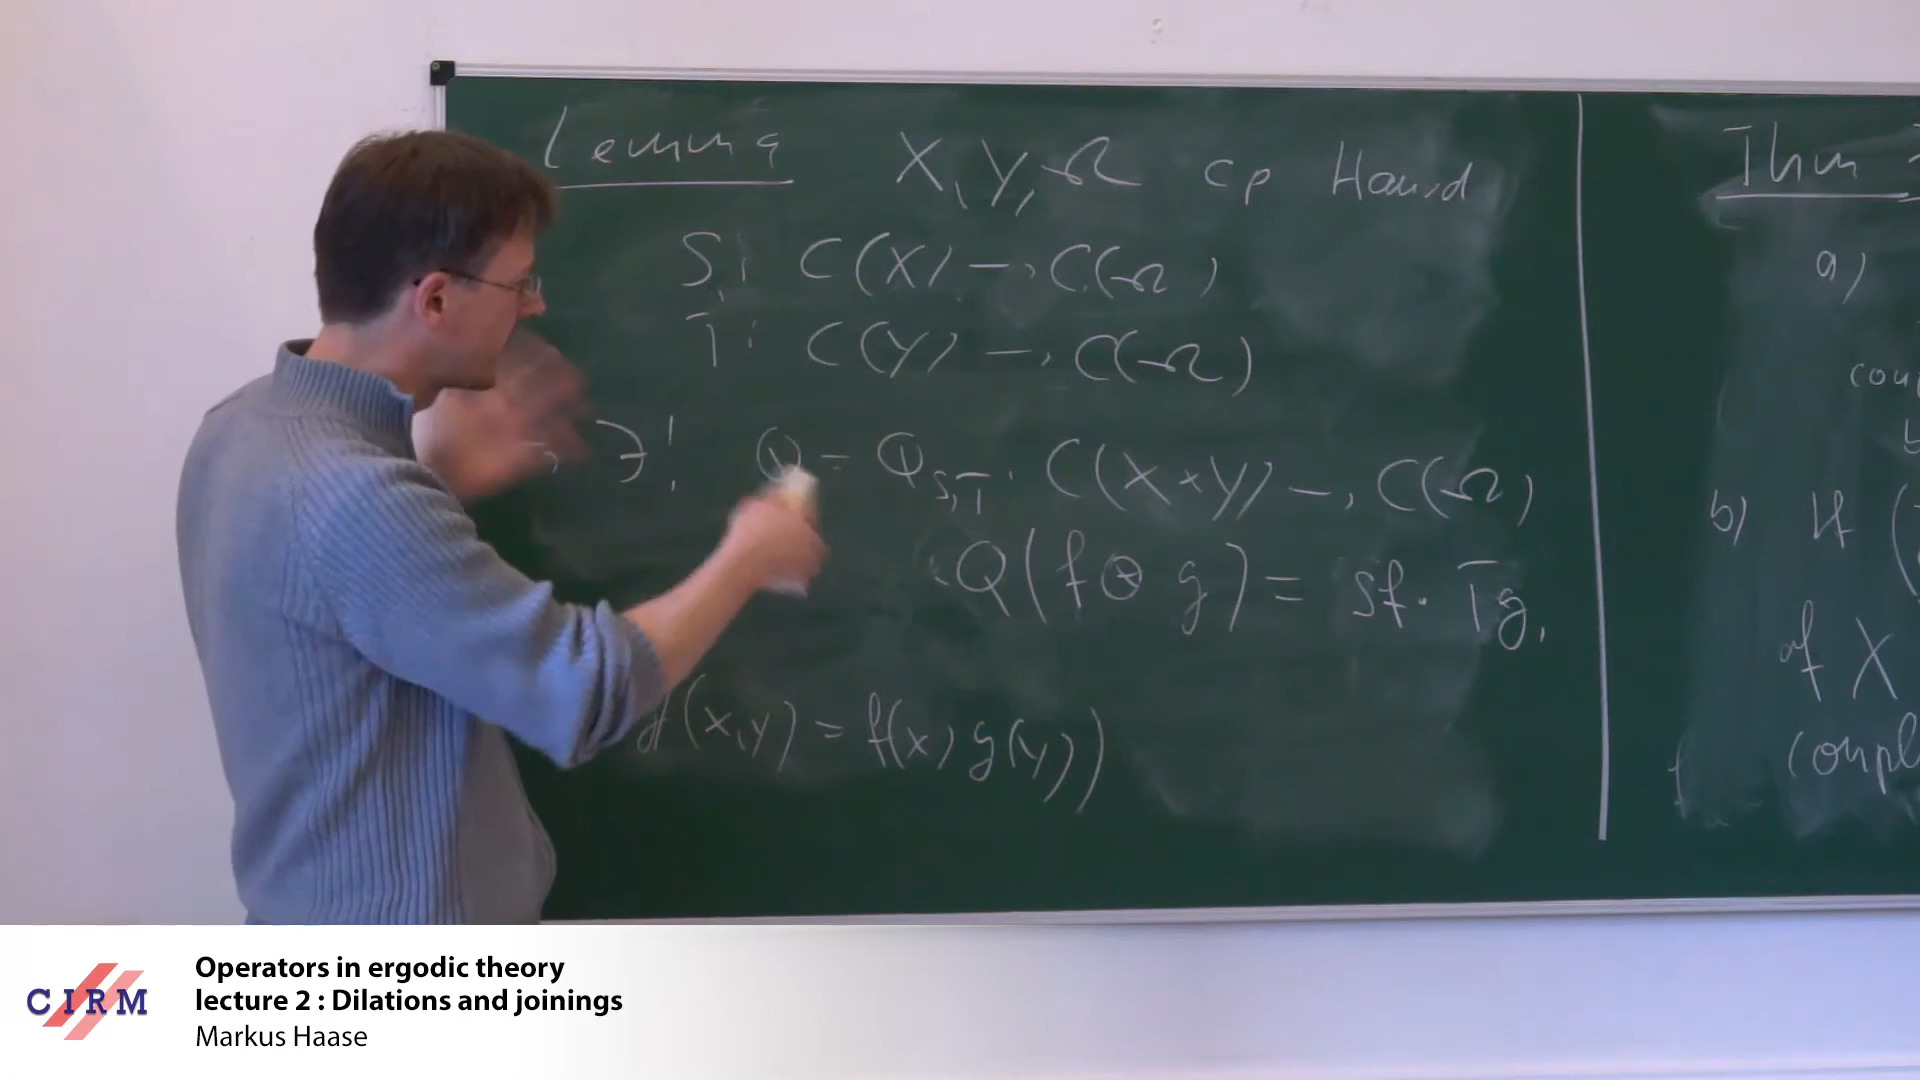 Lemma X, Y, Ω cp Hausd
S: C(X) → C(Ω)
T: C(Y) → C(Ω)
∃! Q = Q_{S,T}: C(X×Y) → C(Ω)
Q(f⊗g) = Sf · Tg.
(x,y) = f(x) g(y))
Thm
a)
b) If (
of X
CIRM
Operators in ergodic theory
lecture 2 : Dilations and joinings
Markus Haase